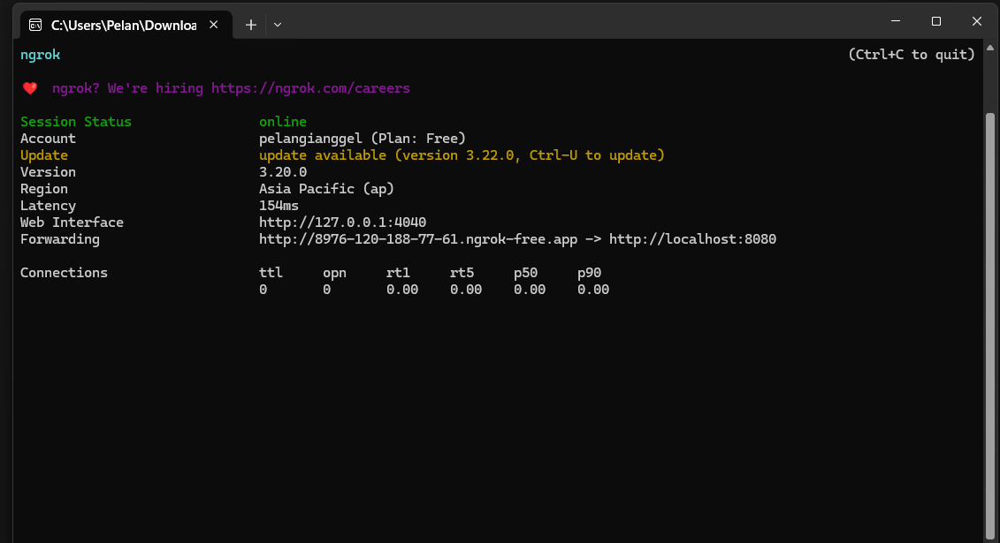 C:\Users\Pelan\Downloa
ngrok (Ctrl+C to quit)
ngrok? We're hiring https://ngrok.com/careers
Session Status online
Account pelangianggel (Plan: Free)
Update update available (version 3.22.0, Ctrl-U to update)
Version 3.20.0
Region Asia Pacific (ap)
Latency 154ms
Web Interface http://127.0.0.1:4040
Forwarding http://8976-120-188-77-61.ngrok-free.app -> http://localhost:8080
Connections ttl opn rt1 rt5 p50 p90
0 0 0.00 0.00 0.00 0.00